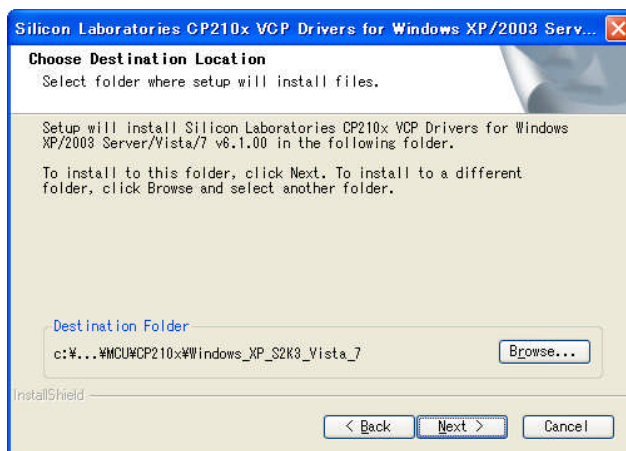 Silicon Laboratories CP210x VCP Drivers for Windows XP/2003 Serv...
Choose Destination Location
Select folder where setup will install files.
Setup will install Silicon Laboratories CP210x VCP Drivers for Windows
XP/2003 Server/Vista/7 v6.1.00 in the following folder.
To install to this folder, click Next. To install to a different
folder, click Browse and select another folder.
Destination Folder
c:¥...¥MCU¥CP210x¥Windows_XP_S2K3_Vista_7
Browse...
InstallShield
< Back
Next >
Cancel